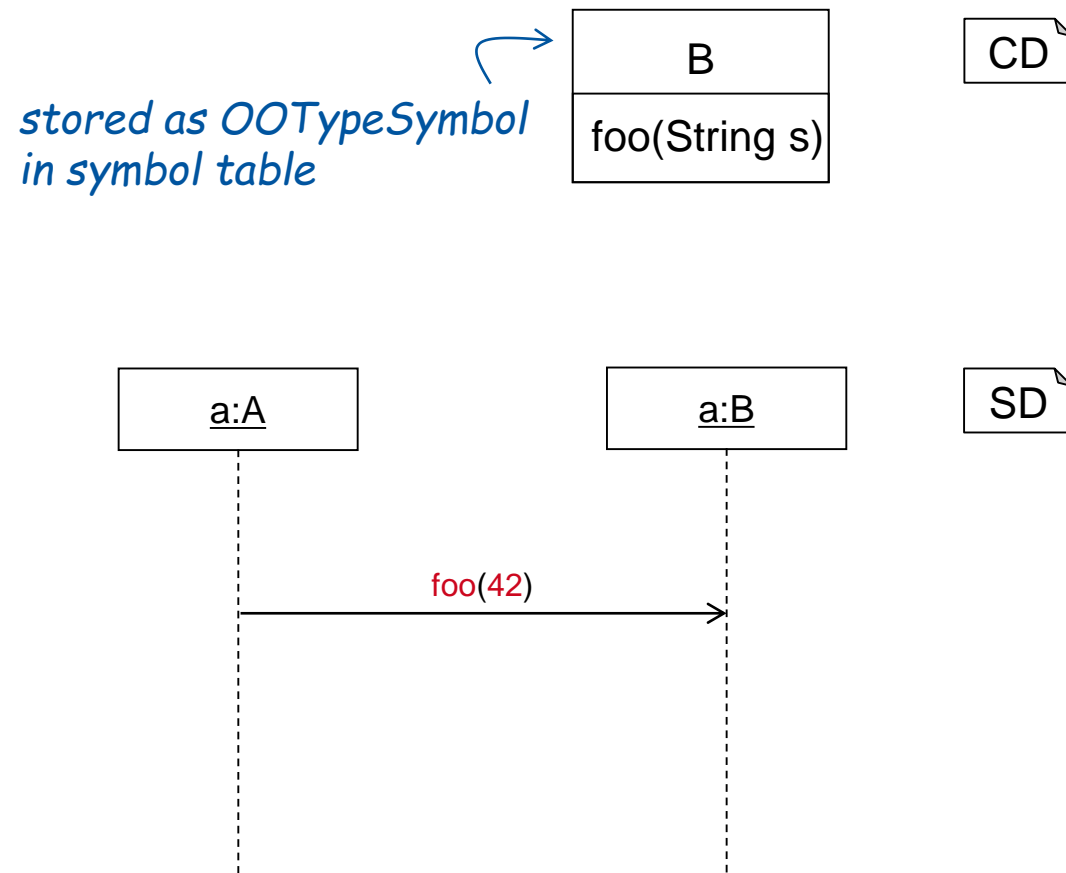 B
CD
stored as OOTypeSymbol
in symbol table
foo(String s)
a:A
a:B
SD
foo(42)